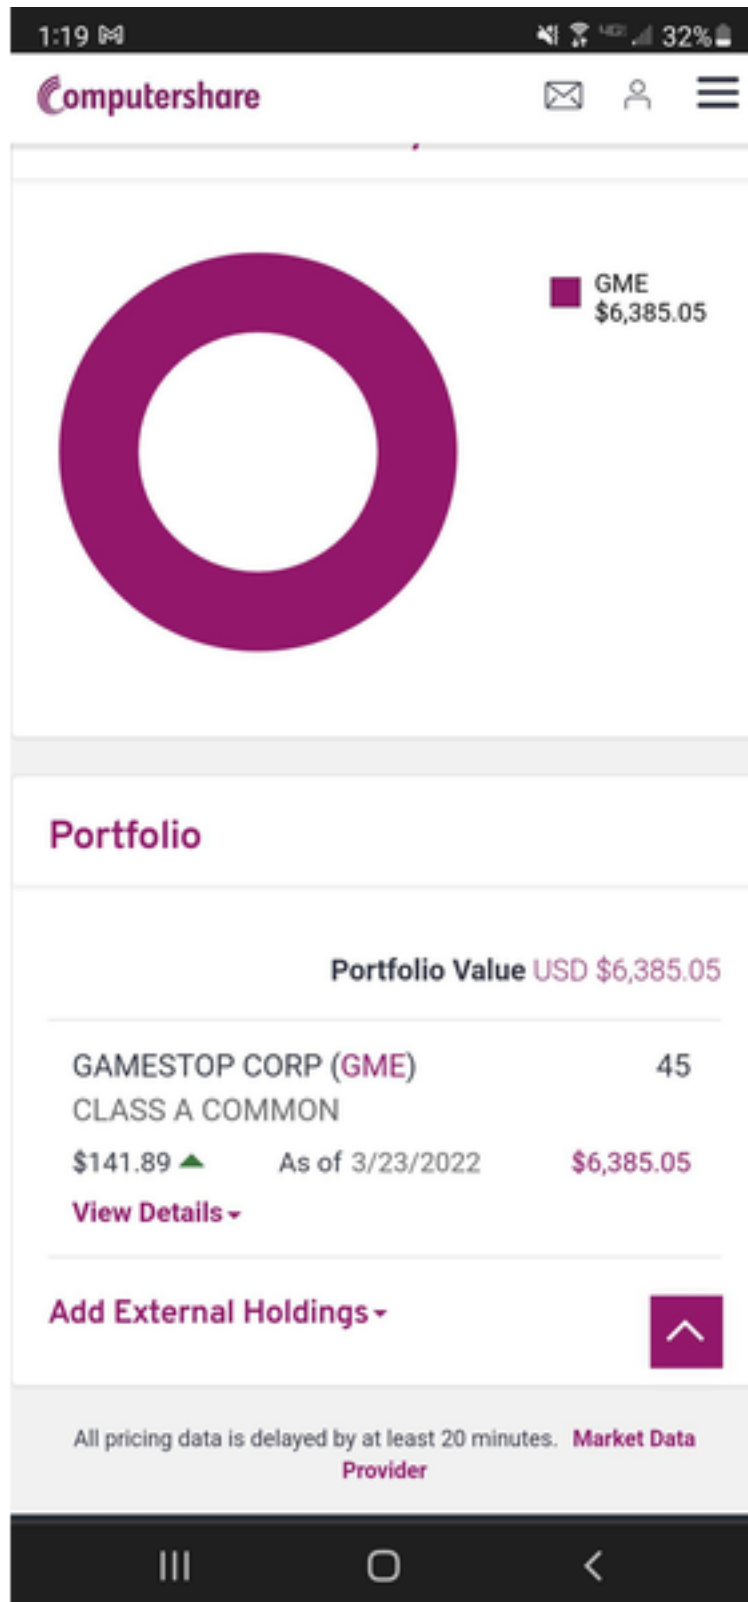 1:19 32%
Computershare
GME
$6,385.05
Portfolio
Portfolio Value USD $6,385.05
GAMESTOP CORP (GME) 45
CLASS A COMMON
$141.89 As of 3/23/2022 $6,385.05
View Details
Add External Holdings
All pricing data is delayed by at least 20 minutes. Market Data
Provider